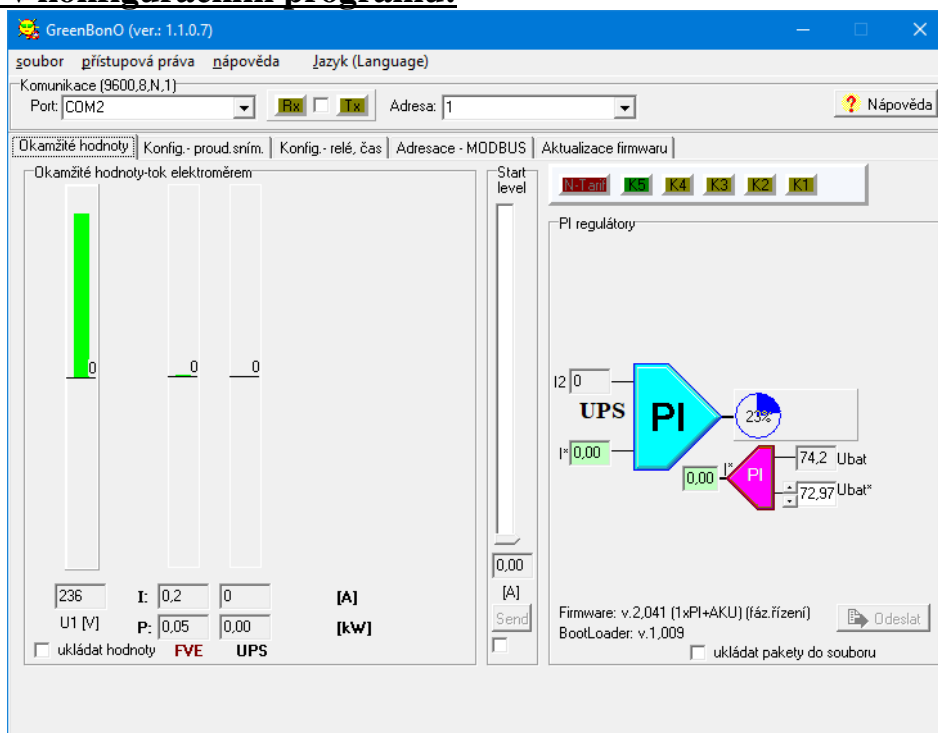 v konfiguračním programu.
GreenBonO (ver.: 1.1.0.7)
soubor přístupová práva nápověda Jazyk (Language)
Komunikace (9600,8,N,1)
Port: COM2 Rx Tx Adresa: 1 ? Nápověda
Okamžité hodnoty Konfig.- proud.sním. Konfig.- relé, čas Adresace - MODBUS Aktualizace firmwaru
Okamžité hodnoty-tok elektroměrem
Start
level
N-Tarif K5 K4 K3 K2 K1
PI regulátory
0 0 0
I2 0
UPS PI 23%
I* 0,00
74,2 Ubat
0,00 I* PI
72,97 Ubat*
0,00
[A]
Send
236 I: 0,2 0 [A]
U1 [V] P: 0,05 0,00 [kW]
ukládat hodnoty FVE UPS
Firmware: v.2,041 (1xPI+AKU) (fáz.řízení)
BootLoader: v.1,009
Odeslat
ukládat pakety do souboru